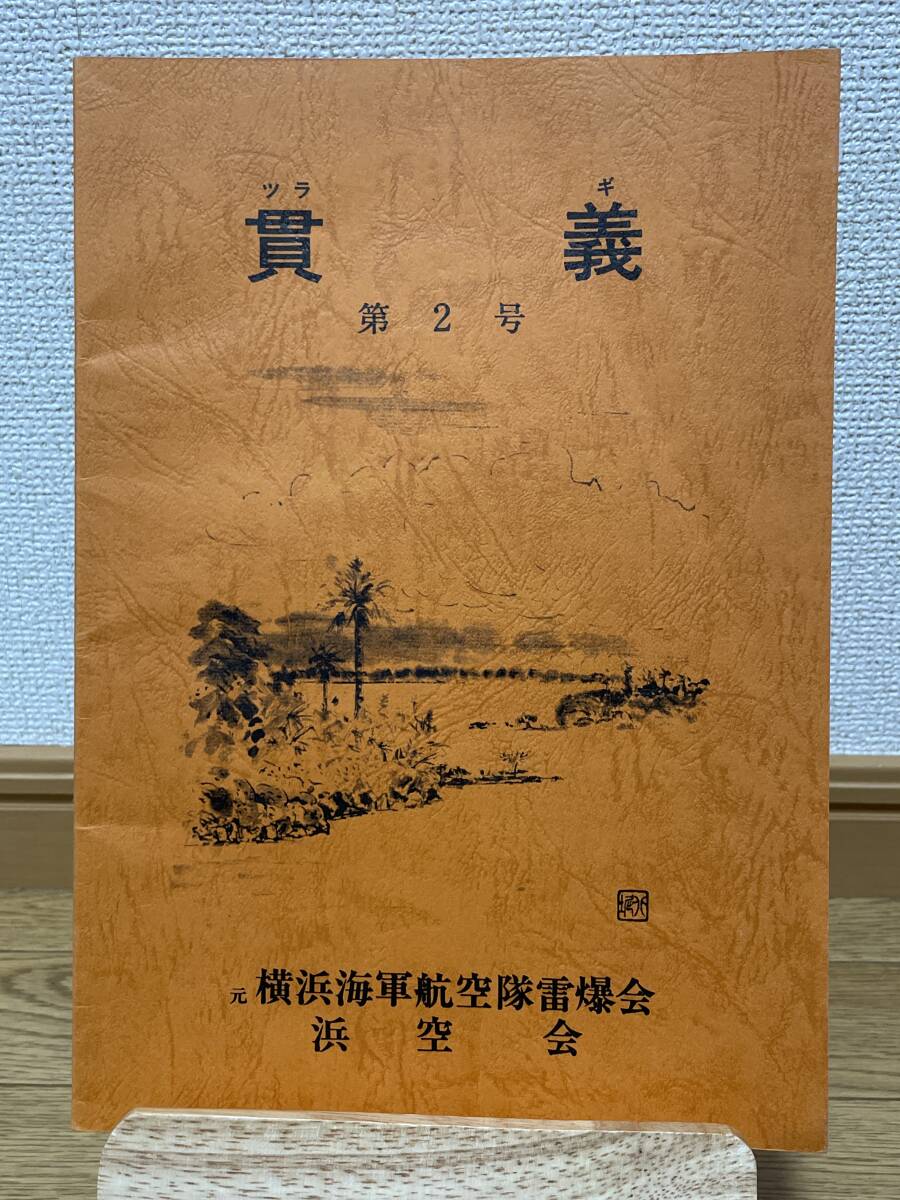 ツラ ギ
貫 義
第 2 号
元 横浜海軍航空隊雷爆会
浜 空 会